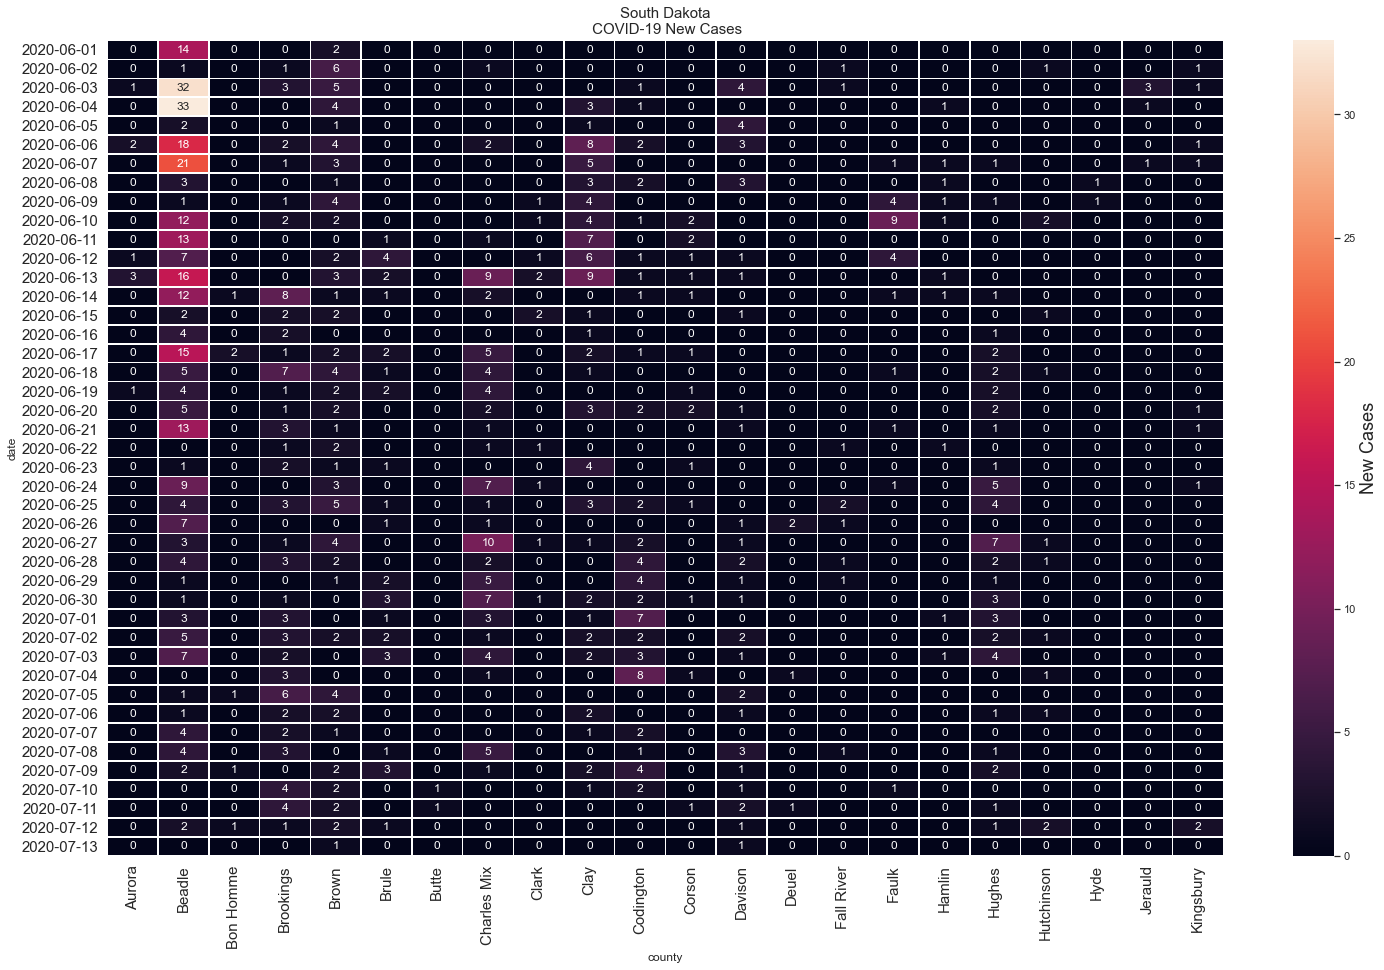 South Dakota
COVID-19 New Cases
2020-06-01 0 14 0 0 2 0 0 0 0 0 0 0 0 0 0 0 0 0 0 0 0 0
2020-06-02 0 1 0 1 6 0 0 1 0 0 0 0 0 0 1 0 0 0 1 0 0 1
2020-06-03 1 32 0 3 5 0 0 0 0 0 1 0 4 0 1 0 0 0 0 0 3 1
2020-06-04 0 33 0 0 4 0 0 0 0 3 1 0 0 0 0 0 1 0 0 0 1 0
2020-06-05 0 2 0 0 1 0 0 0 0 1 0 0 4 0 0 0 0 0 0 0 0 0
2020-06-06 2 18 0 2 4 0 0 2 0 8 2 0 3 0 0 0 0 0 0 0 0 1
2020-06-07 0 21 0 1 3 0 0 0 0 5 0 0 0 0 0 1 1 1 0 0 1 1
2020-06-08 0 3 0 0 1 0 0 0 0 3 2 0 3 0 0 0 1 0 0 1 0 0
2020-06-09 0 1 0 1 4 0 0 0 1 4 0 0 0 0 0 4 1 1 0 1 0 0
2020-06-10 0 12 0 2 2 0 0 0 1 4 1 2 0 0 0 9 1 0 2 0 0 0
2020-06-11 0 13 0 0 0 1 0 1 0 7 0 2 0 0 0 0 0 0 0 0 0 0
2020-06-12 1 7 0 0 2 4 0 0 1 6 1 1 1 0 0 4 0 0 0 0 0 0
2020-06-13 3 16 0 0 3 2 0 9 2 9 1 1 1 0 0 0 1 0 0 0 0 0
2020-06-14 0 12 1 8 1 1 0 2 0 0 1 1 0 0 0 1 1 1 0 0 0 0
2020-06-15 0 2 0 2 2 0 0 0 2 1 0 0 1 0 0 0 0 0 1 0 0 0
2020-06-16 0 4 0 2 0 0 0 0 0 1 0 0 0 0 0 0 0 1 0 0 0 0
2020-06-17 0 15 2 1 2 2 0 5 0 2 1 1 0 0 0 0 0 2 0 0 0 0
2020-06-18 0 5 0 7 4 1 0 4 0 1 0 0 0 0 0 1 0 2 1 0 0 0
2020-06-19 1 4 0 1 2 2 0 4 0 0 0 1 0 0 0 0 0 2 0 0 0 0
2020-06-20 0 5 0 1 2 0 0 2 0 3 2 2 1 0 0 0 0 2 0 0 0 1
2020-06-21 0 13 0 3 1 0 0 1 0 0 0 0 1 0 0 1 0 1 0 0 0 1
2020-06-22 0 0 0 1 2 0 0 1 1 0 0 0 0 0 1 0 1 0 0 0 0 0
2020-06-23 0 1 0 2 1 1 0 0 0 4 0 1 0 0 0 0 0 1 0 0 0 0
2020-06-24 0 9 0 0 3 0 0 7 1 0 0 0 0 0 0 1 0 5 0 0 0 1
2020-06-25 0 4 0 3 5 1 0 1 0 3 2 1 0 0 2 0 0 4 0 0 0 0
2020-06-26 0 7 0 0 0 1 0 1 0 0 0 0 1 2 1 0 0 0 0 0 0 0
2020-06-27 0 3 0 1 4 0 0 10 1 1 2 0 1 0 0 0 0 7 1 0 0 0
2020-06-28 0 4 0 3 2 0 0 2 0 0 4 0 2 0 1 0 0 2 1 0 0 0
2020-06-29 0 1 0 0 1 2 0 5 0 0 4 0 1 0 1 0 0 1 0 0 0 0
2020-06-30 0 1 0 1 0 3 0 7 1 2 2 1 1 0 0 0 0 3 0 0 0 0
2020-07-01 0 3 0 3 0 1 0 3 0 1 7 0 0 0 0 0 1 3 0 0 0 0
2020-07-02 0 5 0 3 2 2 0 1 0 2 2 0 2 0 0 0 0 2 1 0 0 0
2020-07-03 0 7 0 2 0 3 0 4 0 2 3 0 1 0 0 0 1 4 0 0 0 0
2020-07-04 0 0 0 3 0 0 0 1 0 0 8 1 0 1 0 0 0 0 1 0 0 0
2020-07-05 0 1 1 6 4 0 0 0 0 0 0 0 2 0 0 0 0 0 0 0 0 0
2020-07-06 0 1 0 2 2 0 0 0 0 2 0 0 1 0 0 0 0 1 1 0 0 0
2020-07-07 0 4 0 2 1 0 0 0 0 1 2 0 0 0 0 0 0 0 0 0 0 0
2020-07-08 0 4 0 3 0 1 0 5 0 0 1 0 3 0 1 0 0 1 0 0 0 0
2020-07-09 0 2 1 0 2 3 0 1 0 2 4 0 1 0 0 0 0 2 0 0 0 0
2020-07-10 0 0 0 4 2 0 1 0 0 1 2 0 1 0 0 1 0 0 0 0 0 0
2020-07-11 0 0 0 4 2 0 1 0 0 0 0 1 2 1 0 0 0 1 0 0 0 0
2020-07-12 0 2 1 1 2 1 0 0 0 0 0 0 1 0 0 0 0 1 2 0 0 2
2020-07-13 0 0 0 0 1 0 0 0 0 0 0 0 1 0 0 0 0 0 0 0 0 0
date
Aurora Beadle Bon Homme Brookings Brown Brule Butte Charles Mix Clark Clay Codington Corson Davison Deuel Fall River Faulk Hamlin Hughes Hutchinson Hyde Jerauld Kingsbury
county
30
25
20
15
10
5
0
New Cases